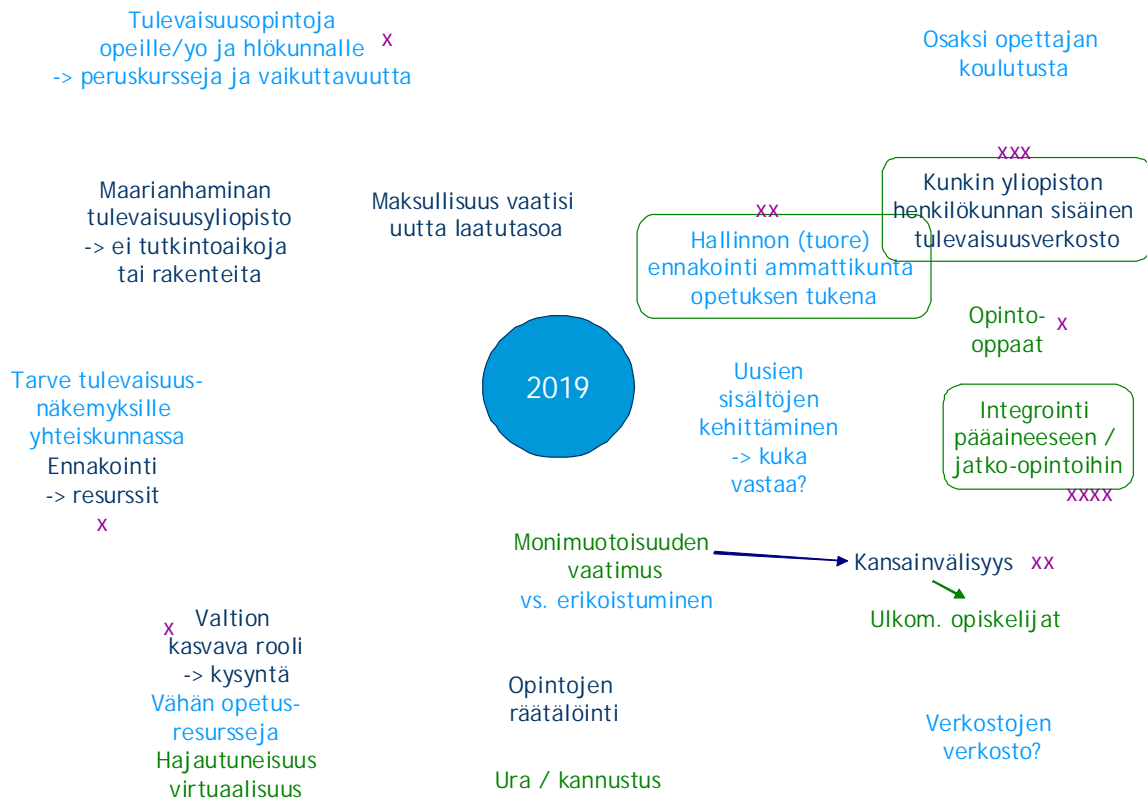 Tulevaisuusopintoja
opeille/yo ja hlökunnalle x
-> peruskursseja ja vaikuttavuutta
Osaksi opettajan
koulutusta
Maarianhaminan
tulevaisuusyliopisto
-> ei tutkintoaikoja
tai rakenteita
Maksullisuus vaatisi
uutta laatutasoa
xx
Hallinnon (tuore)
ennakointi ammattikunta
opetuksen tukena
xxx
Kunkin yliopiston
henkilökunnan sisäinen
tulevaisuusverkosto
Opinto-
oppaat x
2019
Tarve tulevaisuus-
näkemyksille
yhteiskunnassa
Ennakointi
-> resurssit
x
Uusien
sisältöjen
kehittäminen
-> kuka
vastaa?
Integrointi
pääaineeseen /
jatko-opintoihin
xxxx
Monimuotoisuuden
vaatimus
vs. erikoistuminen
Kansainvälisyys xx
Ulkom. opiskelijat
x Valtion
kasvava rooli
-> kysyntä
Vähän opetus-
resursseja
Hajautuneisuus
virtuaalisuus
Opintojen
räätälöinti
Ura / kannustus
Verkostojen
verkosto?